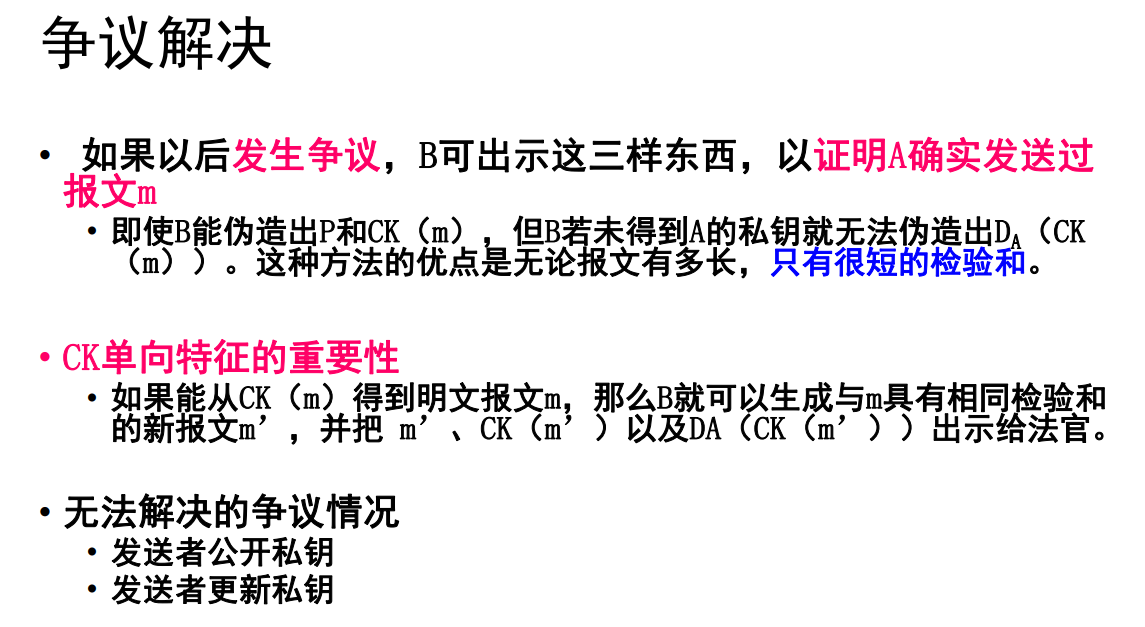 争议解决
• 如果以后发生争议，B可出示这三样东西，以证明A确实发送过
报文m
• 即使B能伪造出P和CK（m），但B若未得到A的私钥就无法伪造出DA（CK
（m））。这种方法的优点是无论报文有多长，只有很短的检验和。
• CK单向特征的重要性
• 如果能从CK（m）得到明文报文m，那么B就可以生成与m具有相同检验和
的新报文m’，并把 m’、CK（m’）以及DA（CK（m’））出示给法官。
• 无法解决的争议情况
• 发送者公开私钥
• 发送者更新私钥